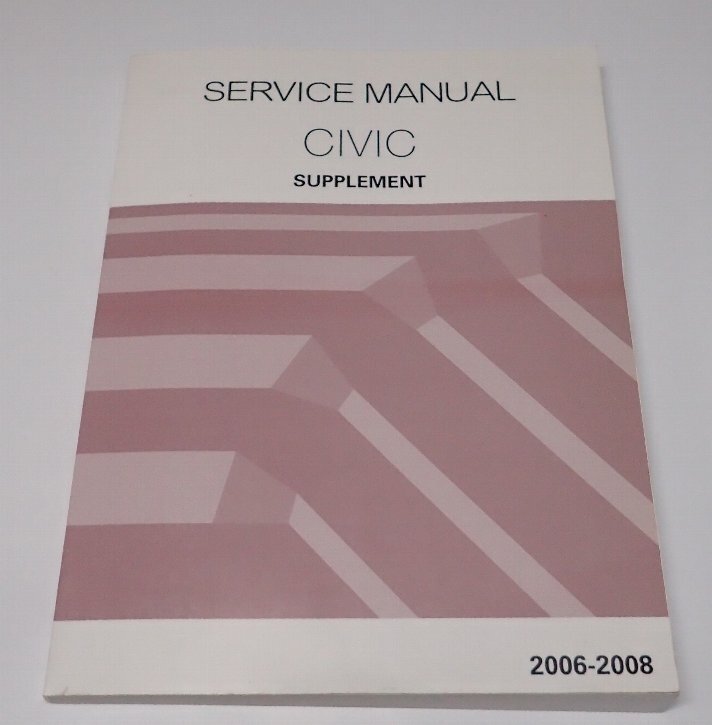 SERVICE MANUAL
CIVIC
SUPPLEMENT
2006-2008